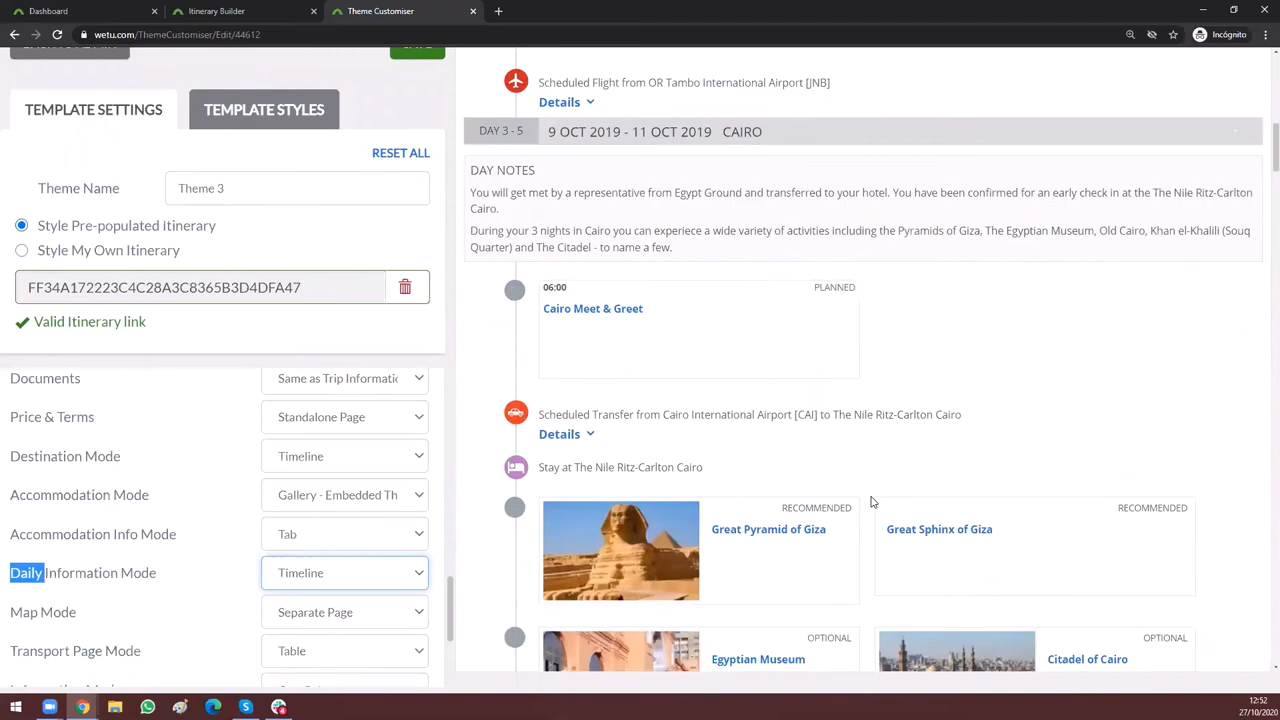 Dashboard
Itinerary Builder
Theme Customiser
wetu.com/ThemeCustomiser/Edit/44612
Incógnito
TEMPLATE SETTINGS
TEMPLATE STYLES
RESET ALL
Theme Name
Theme 3
Style Pre-populated Itinerary
Style My Own Itinerary
FF34A172223C4C28A3C8365B3D4DFA47
Valid Itinerary link
Documents
Same as Trip Informatic
Price & Terms
Standalone Page
Destination Mode
Timeline
Accommodation Mode
Gallery - Embedded Th
Accommodation Info Mode
Tab
Daily Information Mode
Timeline
Map Mode
Separate Page
Transport Page Mode
Table
Scheduled Flight from OR Tambo International Airport [JNB]
Details
DAY 3 - 5
9 OCT 2019 - 11 OCT 2019 CAIRO
DAY NOTES
You will get met by a representative from Egypt Ground and transferred to your hotel. You have been confirmed for an early check in at the The Nile Ritz-Carlton
Cairo.
During your 3 nights in Cairo you can experiece a wide variety of activities including the Pyramids of Giza, The Egyptian Museum, Old Cairo, Khan el-Khalili (Souq
Quarter) and The Citadel - to name a few.
06:00
PLANNED
Cairo Meet & Greet
Scheduled Transfer from Cairo International Airport [CAI] to The Nile Ritz-Carlton Cairo
Details
Stay at The Nile Ritz-Carlton Cairo
RECOMMENDED
Great Pyramid of Giza
RECOMMENDED
Great Sphinx of Giza
OPTIONAL
Egyptian Museum
OPTIONAL
Citadel of Cairo
12:52
27/10/2020